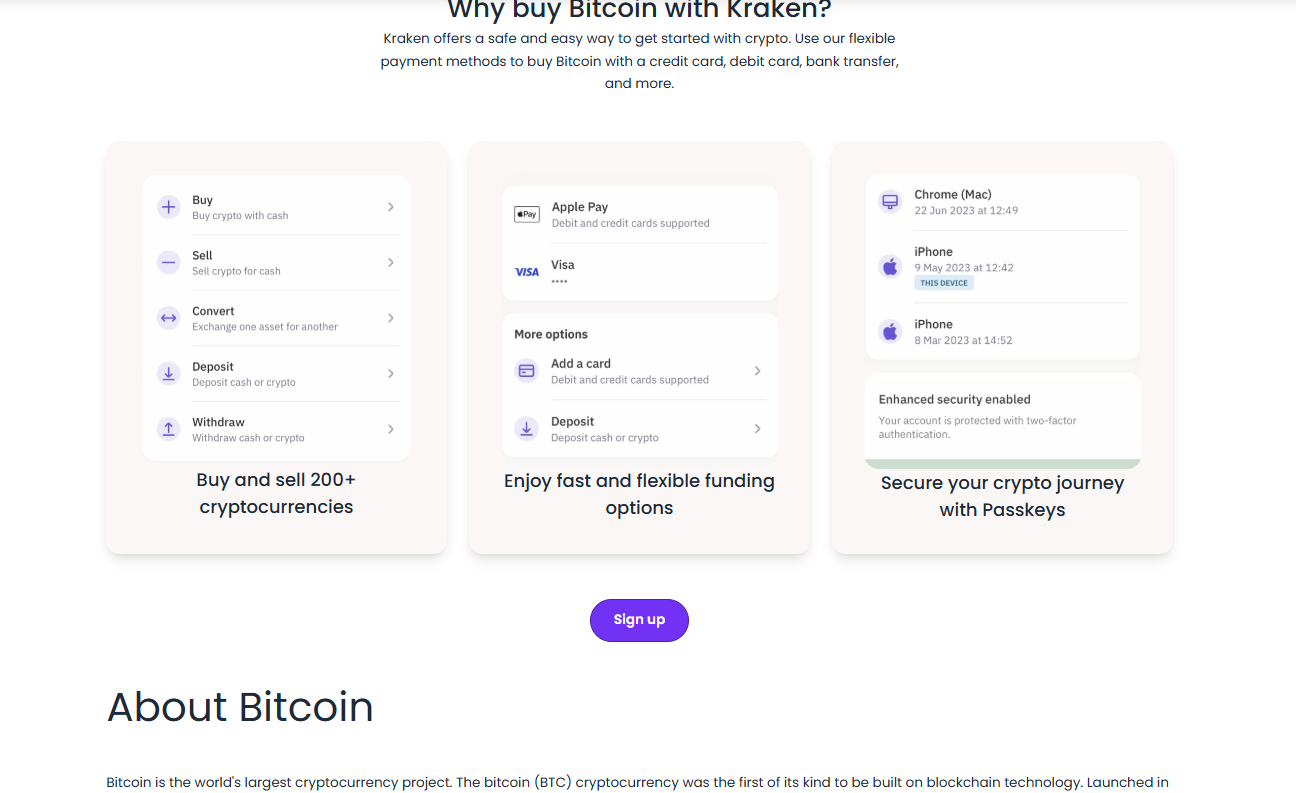 Why buy Bitcoin with Kraken?
Kraken offers a safe and easy way to get started with crypto. Use our flexible
payment methods to buy Bitcoin with a credit card, debit card, bank transfer,
and more.
Buy
Buy crypto with cash
Sell
Sell crypto for cash
Convert
Exchange one asset for another
Deposit
Deposit cash or crypto
Withdraw
Withdraw cash or crypto
Buy and sell 200+
cryptocurrencies
Pay
Apple Pay
Debit and credit cards supported
VISA
Visa
••••
More options
Add a card
Debit and credit cards supported
Deposit
Deposit cash or crypto
Enjoy fast and flexible funding
options
Chrome (Mac)
22 Jun 2023 at 12:49
iPhone
9 May 2023 at 12:42
THIS DEVICE
iPhone
8 Mar 2023 at 14:52
Enhanced security enabled
Your account is protected with two-factor
authentication.
Secure your crypto journey
with Passkeys
Sign up
About Bitcoin
Bitcoin is the world's largest cryptocurrency project. The bitcoin (BTC) cryptocurrency was the first of its kind to be built on blockchain technology. Launched in